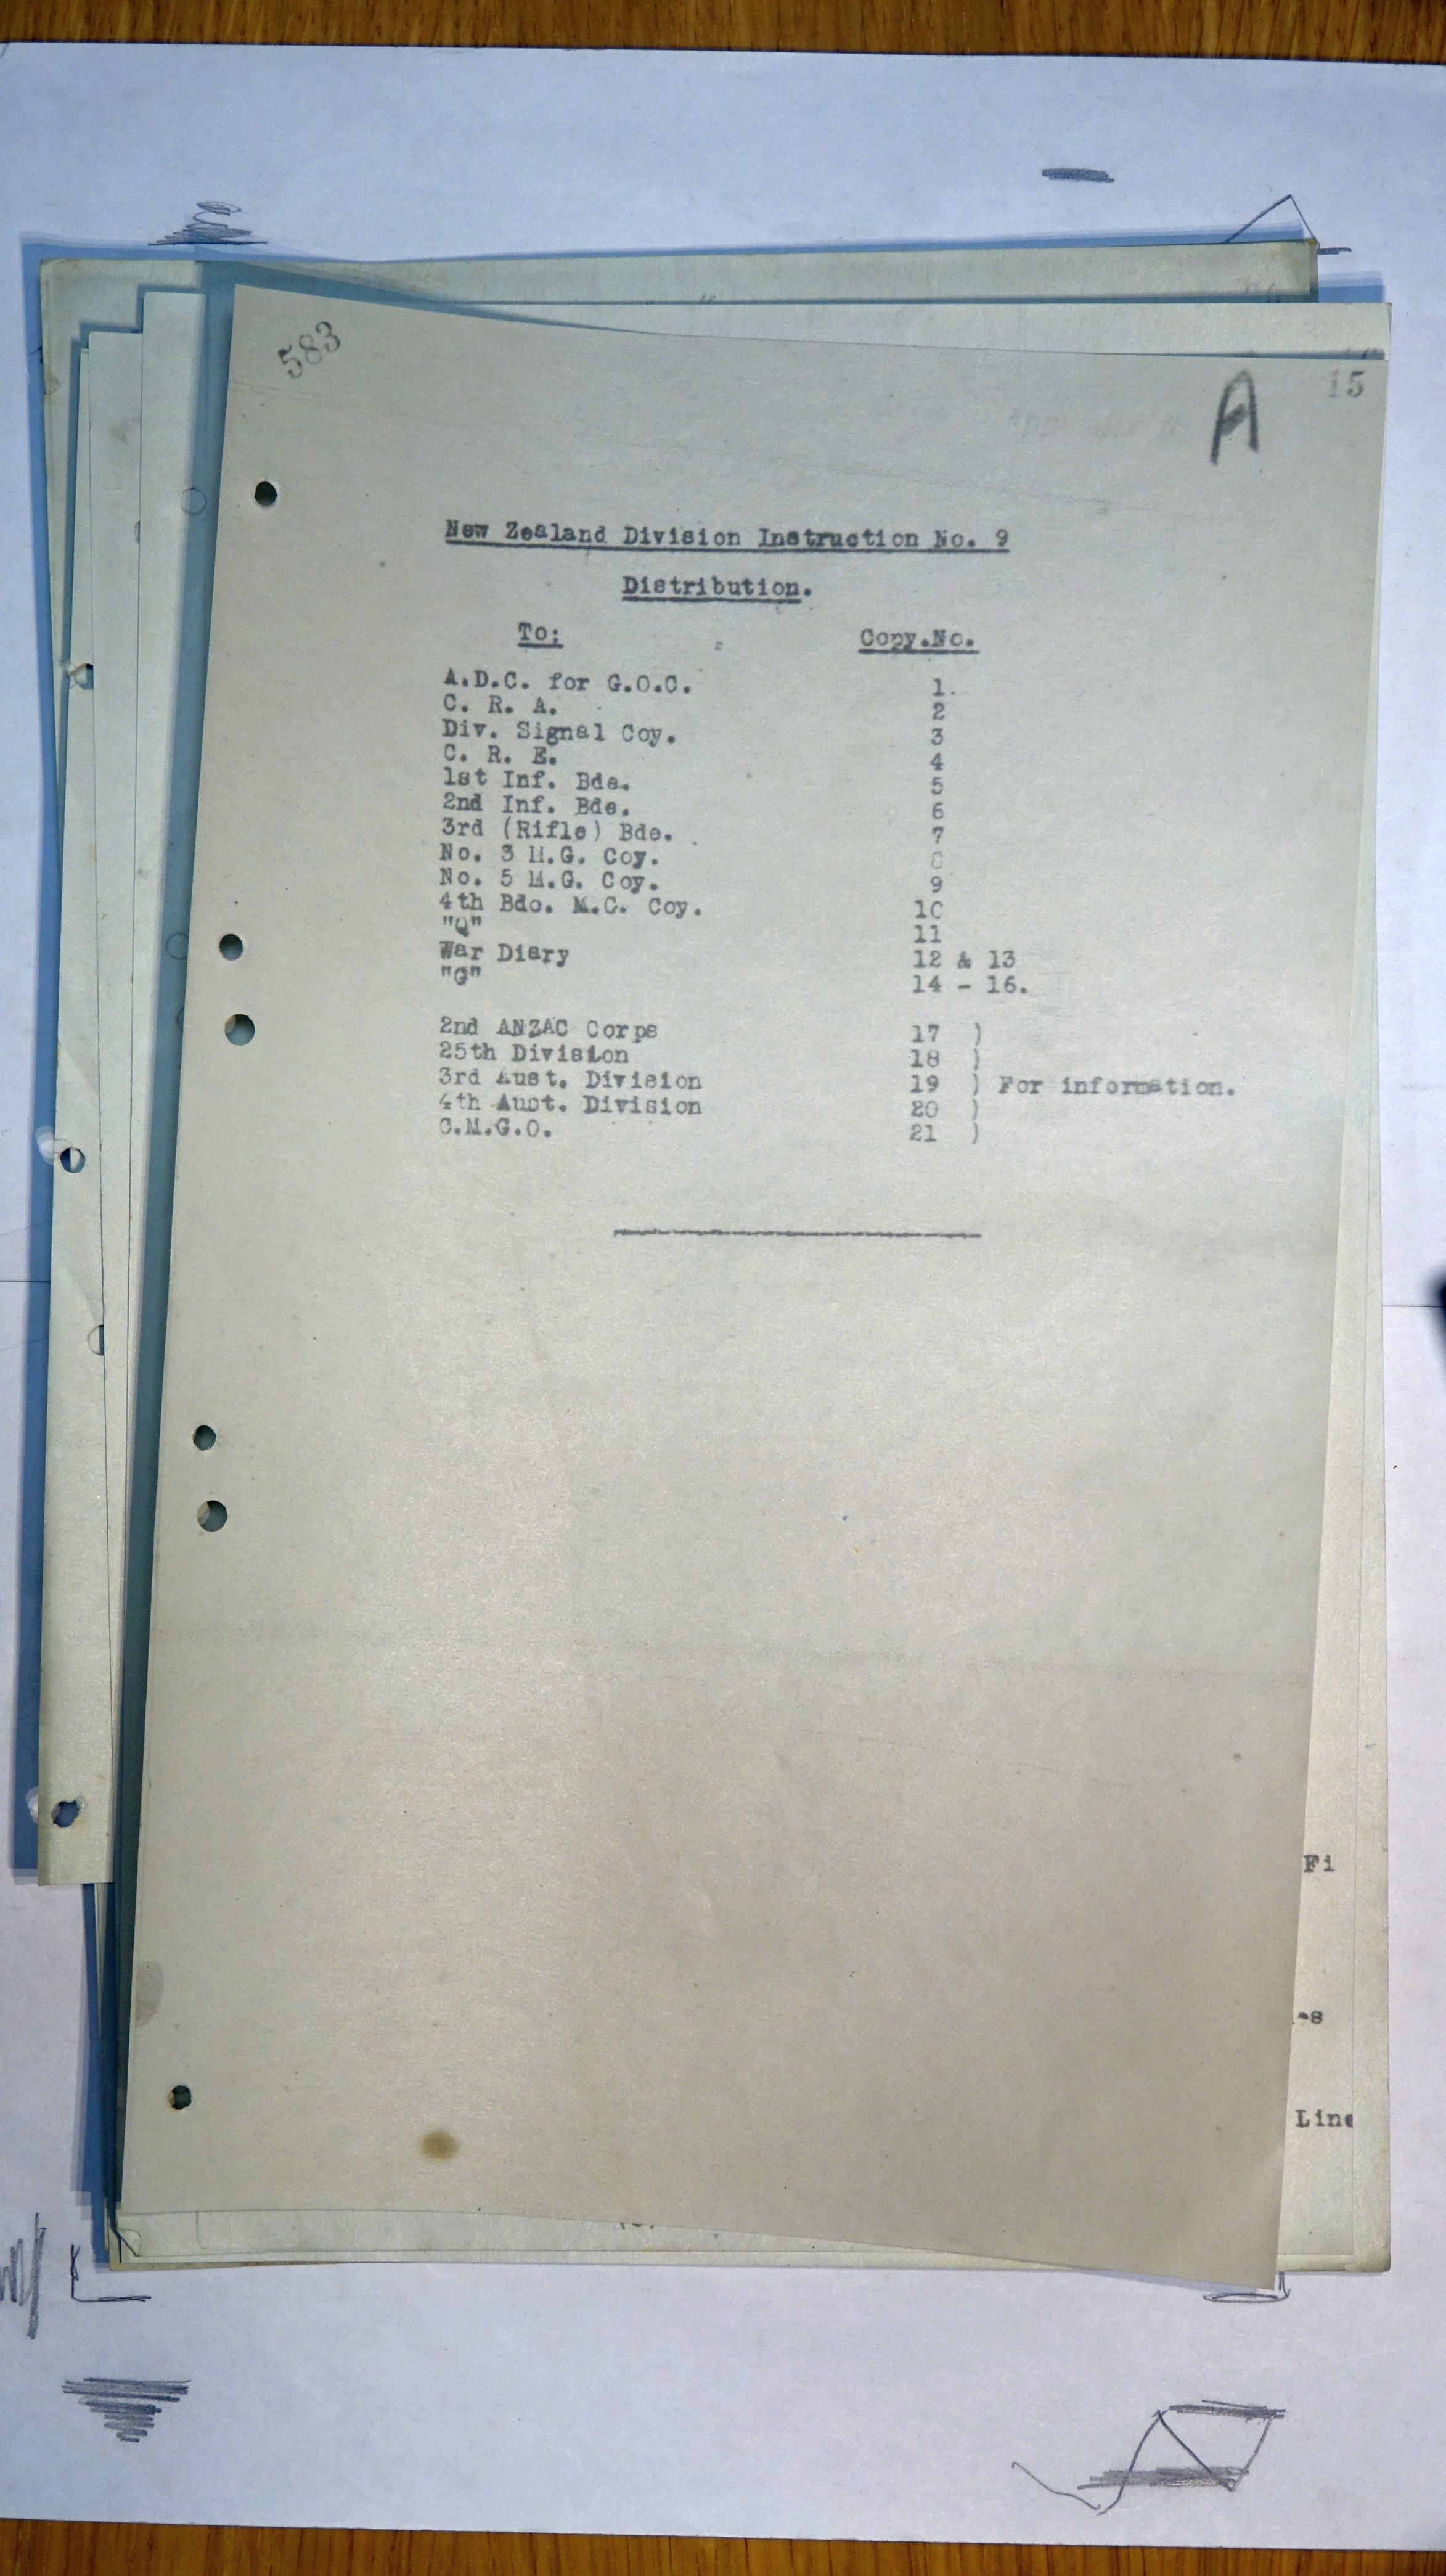 583
A
15
New Zealand Division Instruction No. 9
Distribution.
To; Copy.No.
A.D.C. for G.O.C. 1.
C. R. A. 2
Div. Signal Coy. 3
C. R. E. 4
1st Inf. Bde. 5
2nd Inf. Bde. 6
3rd (Rifle) Bde. 7
No. 3 M.G. Coy. 8
No. 5 M.G. Coy. 9
4th Bde. M.G. Coy. 10
"Q" 11
War Diary 12 & 13
"G" 14 - 16.
2nd ANZAC Corps 17 )
25th Division 18 )
3rd Aust. Division 19 ) For information.
4th Aust. Division 20 )
C.M.G.O. 21 )
Fi
Line